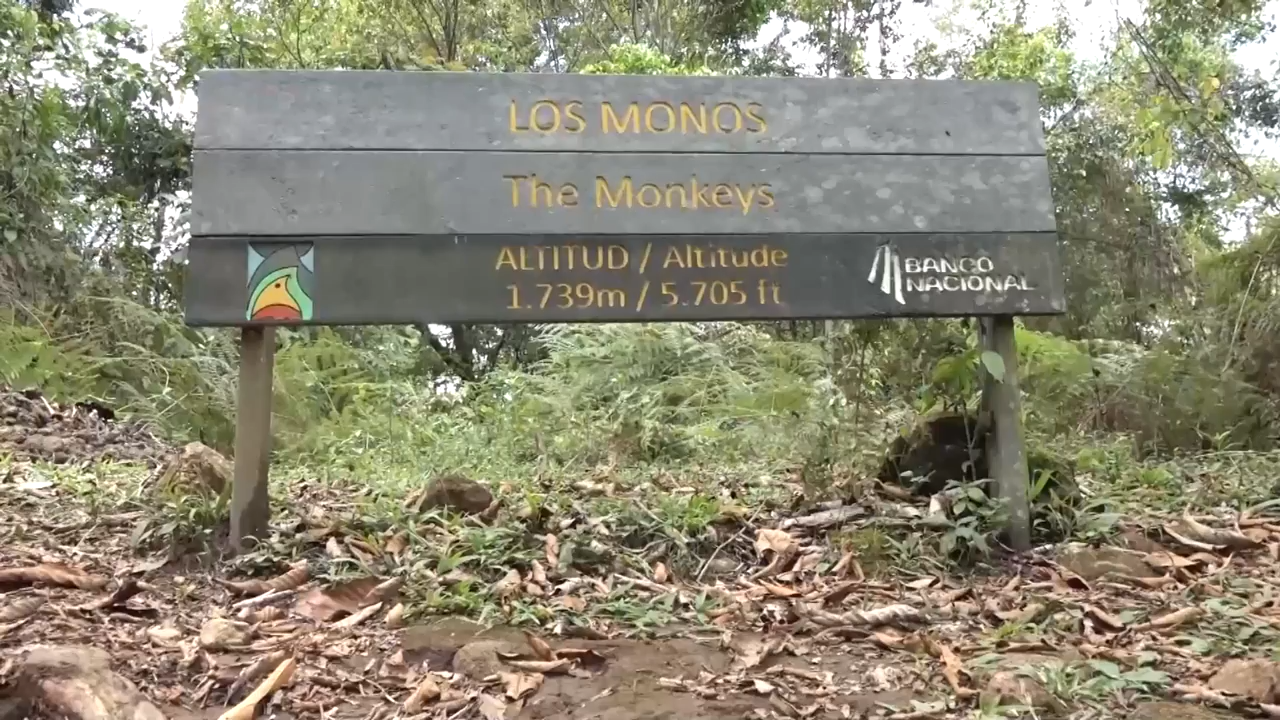 LOS MONOS
The Monkeys
ALTITUD / Altitude
1.739m / 5.705 ft
BANCO
NACIONAL